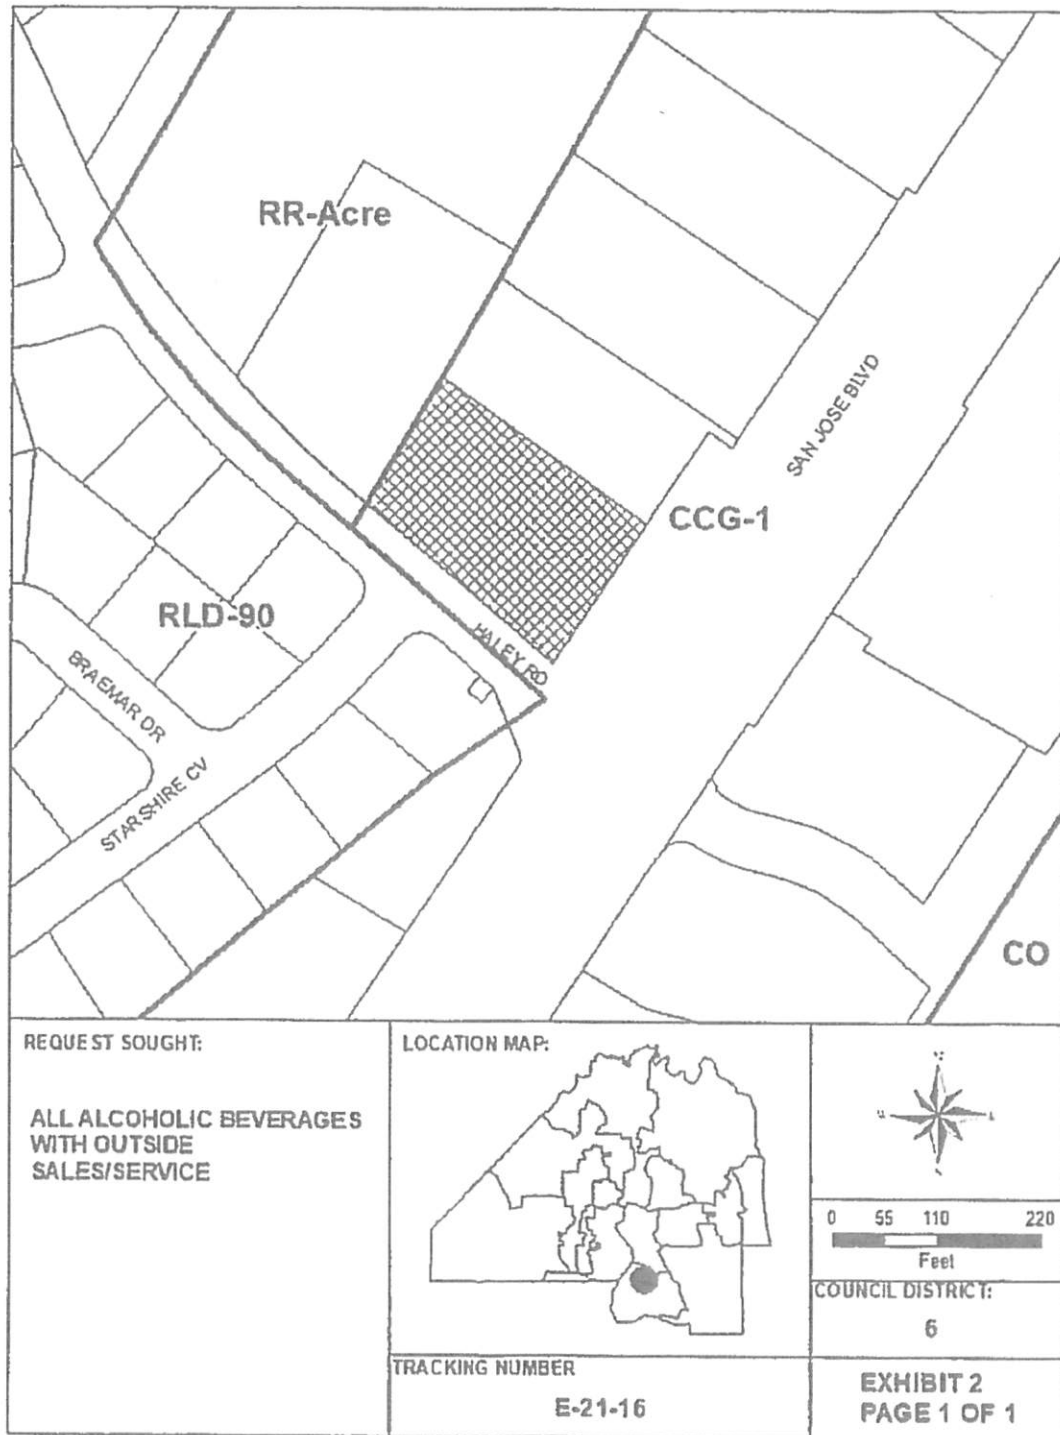 RR-Acre
SAN JOSE BLVD
CCG-1
RLD-90
HALEY RD
BRAEMAR DR
STARSHIRE CV
CO
REQUEST SOUGHT:
ALL ALCOHOLIC BEVERAGES
WITH OUTSIDE
SALES/SERVICE
LOCATION MAP:
0 55 110 220
Feet
COUNCIL DISTRICT:
6
TRACKING NUMBER
E-21-16
EXHIBIT 2
PAGE 1 OF 1